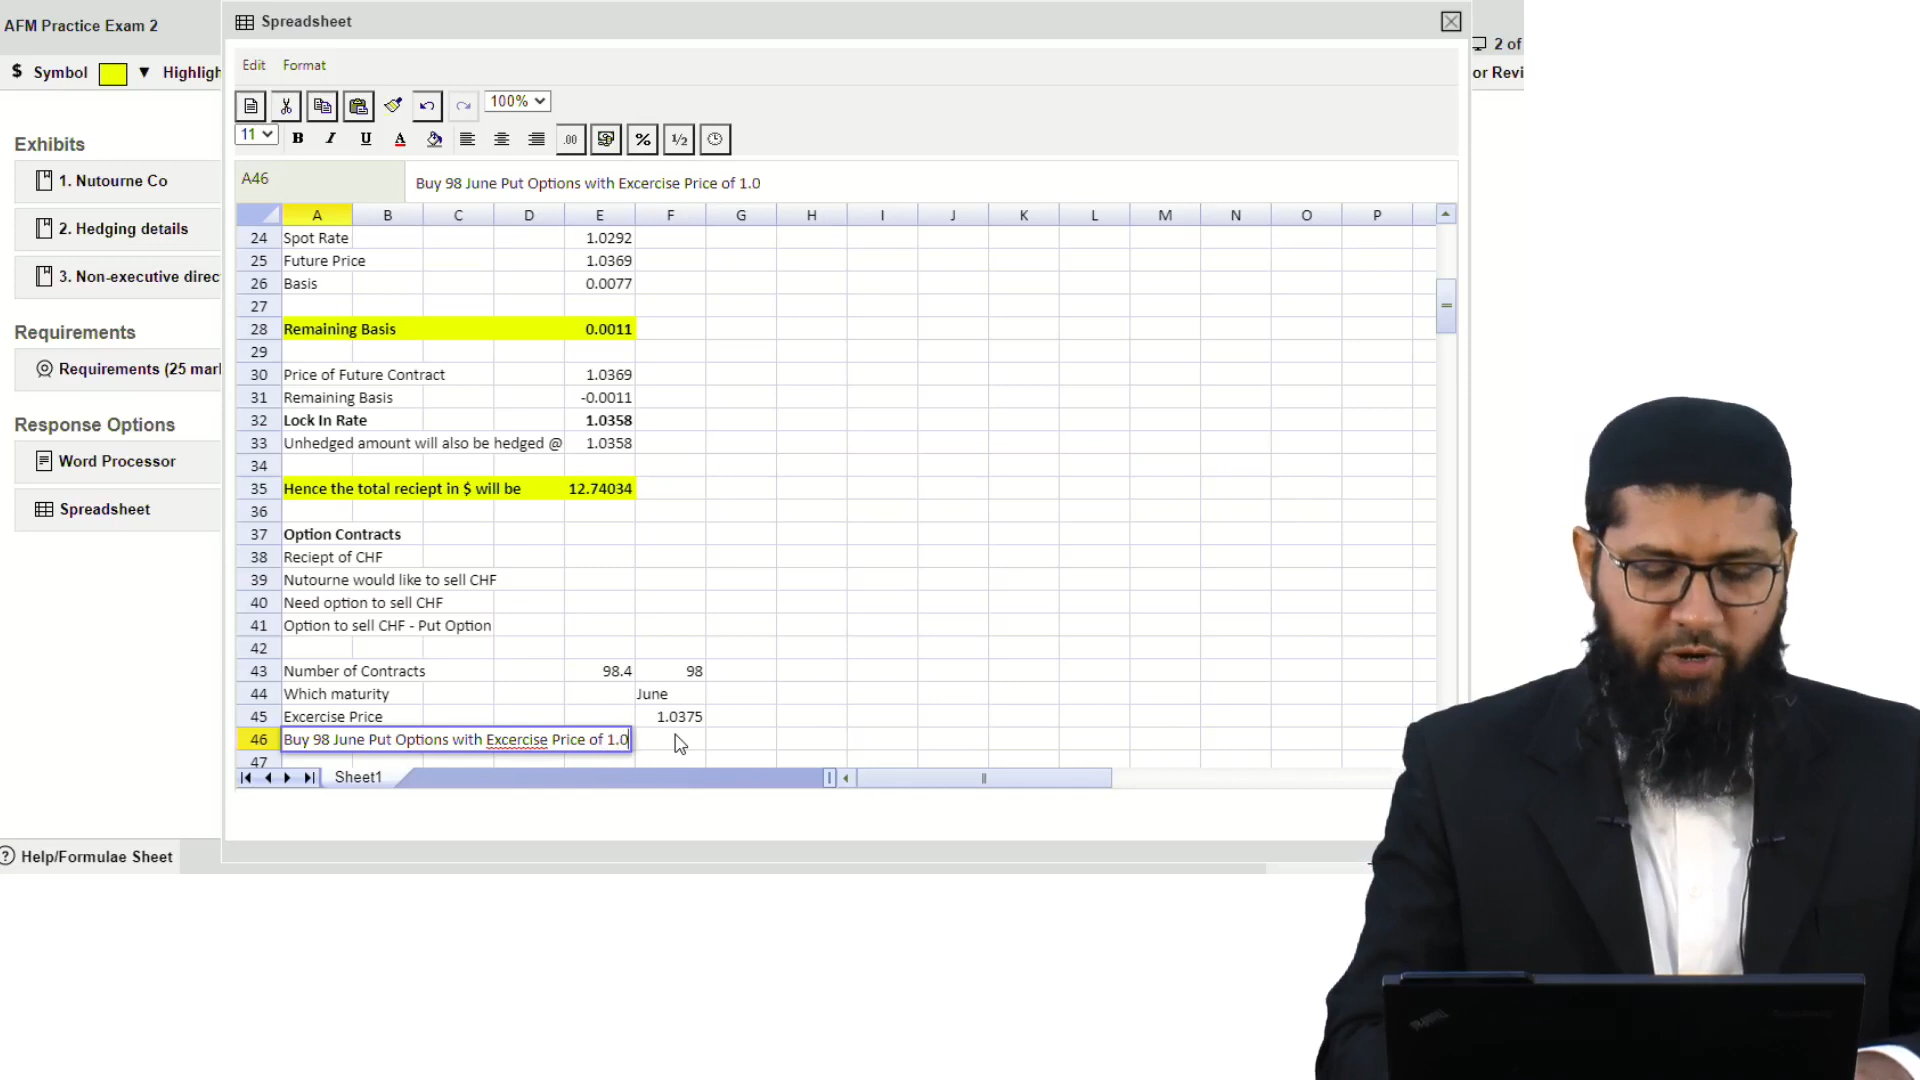 AFM Practice Exam 2
Spreadsheet
2 of
$ Symbol
Highligh
or Revi
Edit Format
100%
11 B I U A .00 % 1/2
A46
Buy 98 June Put Options with Excercise Price of 1.0
Exhibits
1. Nutourne Co
2. Hedging details
3. Non-executive direc
Requirements
Requirements (25 marl
Response Options
Word Processor
Spreadsheet
Help/Formulae Sheet
A B C D E F G H I J K L M N O P
24 Spot Rate 1.0292
25 Future Price 1.0369
26 Basis 0.0077
27
28 Remaining Basis 0.0011
29
30 Price of Future Contract 1.0369
31 Remaining Basis -0.0011
32 Lock In Rate 1.0358
33 Unhedged amount will also be hedged @ 1.0358
34
35 Hence the total reciept in $ will be 12.74034
36
37 Option Contracts
38 Reciept of CHF
39 Nutourne would like to sell CHF
40 Need option to sell CHF
41 Option to sell CHF - Put Option
42
43 Number of Contracts 98.4 98
44 Which maturity June
45 Excercise Price 1.0375
46 Buy 98 June Put Options with Excercise Price of 1.0
47
Sheet1